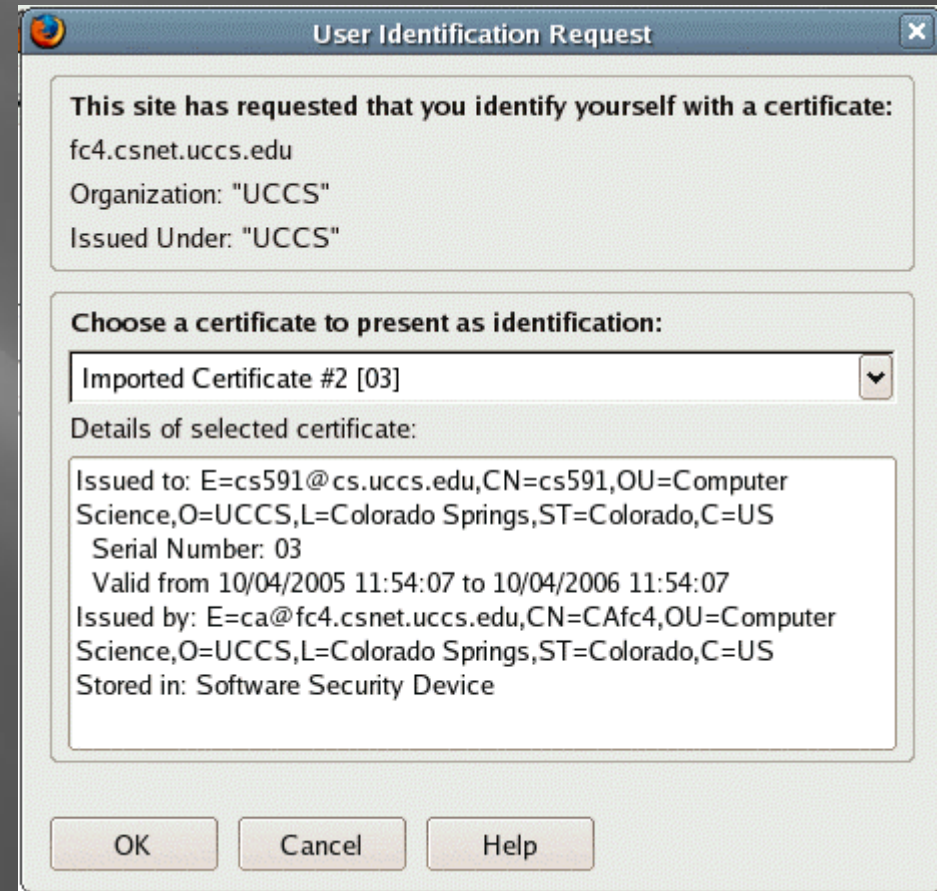 User Identification Request
This site has requested that you identify yourself with a certificate:
fc4.csnet.uccs.edu
Organization: "UCCS"
Issued Under: "UCCS"
Choose a certificate to present as identification:
Imported Certificate #2 [03]
Details of selected certificate:
Issued to: E=cs591@cs.uccs.edu,CN=cs591,OU=Computer
Science,O=UCCS,L=Colorado Springs,ST=Colorado,C=US
Serial Number: 03
Valid from 10/04/2005 11:54:07 to 10/04/2006 11:54:07
Issued by: E=ca@fc4.csnet.uccs.edu,CN=CAfc4,OU=Computer
Science,O=UCCS,L=Colorado Springs,ST=Colorado,C=US
Stored in: Software Security Device
OK Cancel Help